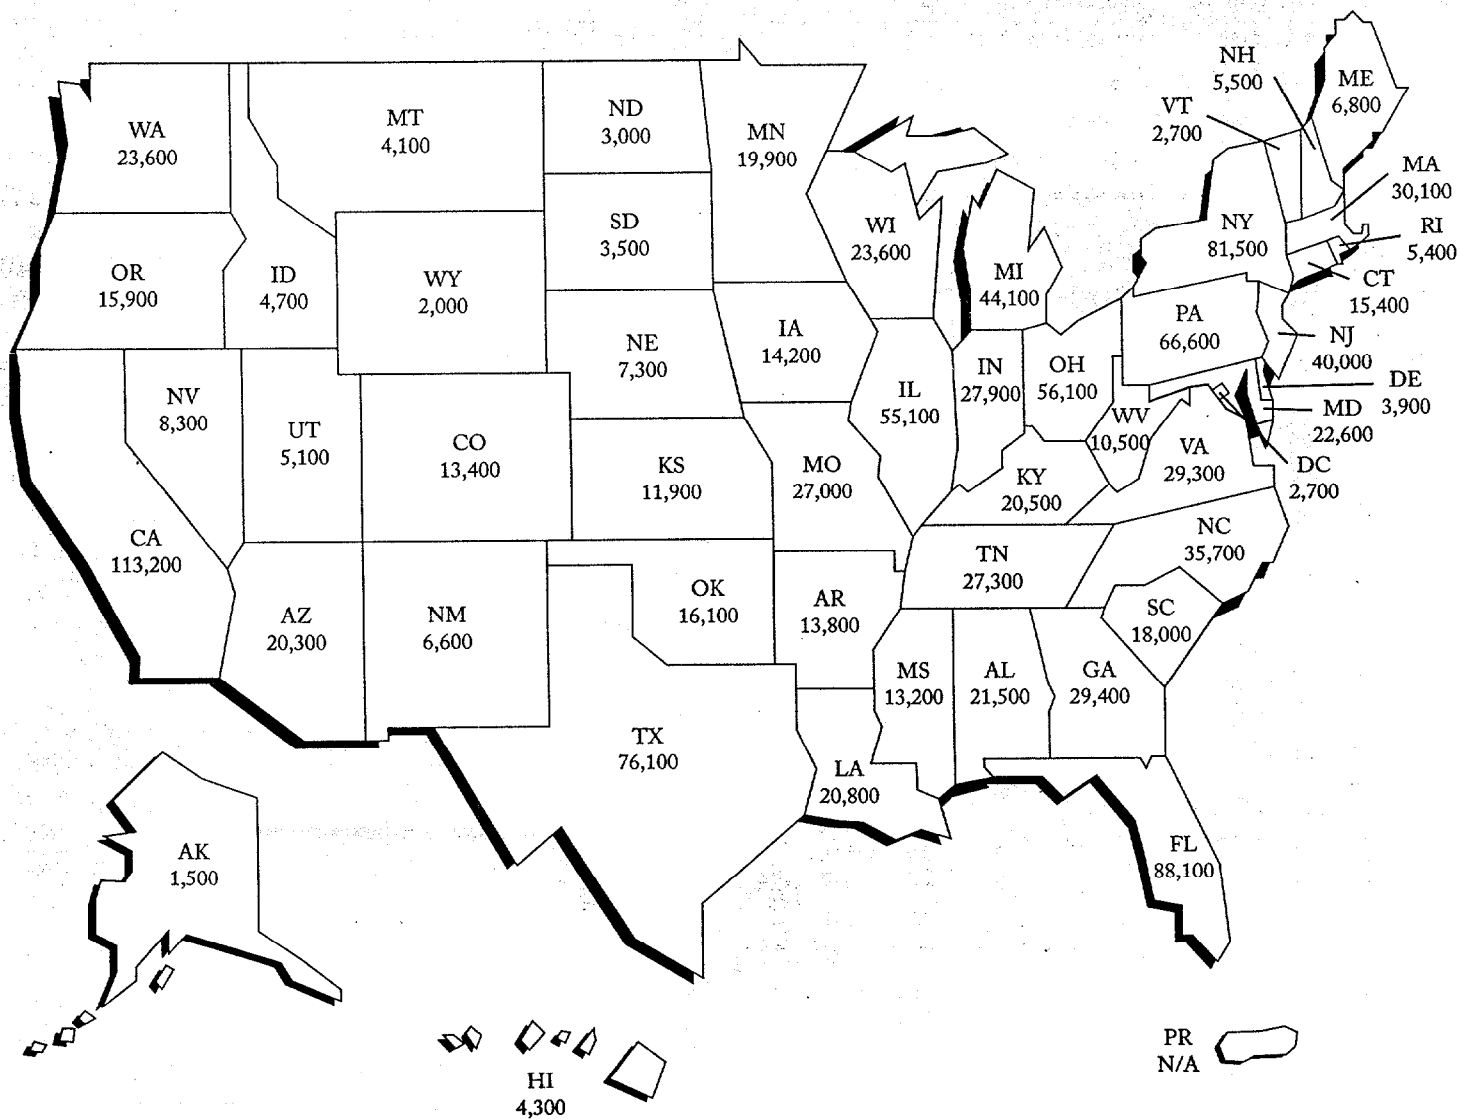 NH
5,500
ME
6,800
VT
2,700
WA
23,600
MT
4,100
ND
3,000
MN
19,900
MA
30,100
RI
5,400
NY
81,500
WI
23,600
SD
3,500
MI
44,100
CT
15,400
OR
15,900
ID
4,700
WY
2,000
NE
7,300
IA
14,200
PA
66,600
NJ
40,000
IL
55,100
IN
27,900
OH
56,100
DE
3,900
MD
22,600
NV
8,300
UT
5,100
CO
13,400
KS
11,900
MO
27,000
WV
10,500
VA
29,300
DC
2,700
KY
20,500
CA
113,200
TN
27,300
NC
35,700
AZ
20,300
NM
6,600
OK
16,100
AR
13,800
SC
18,000
MS
13,200
AL
21,500
GA
29,400
TX
76,100
LA
20,800
FL
88,100
AK
1,500
HI
4,300
PR
N/A